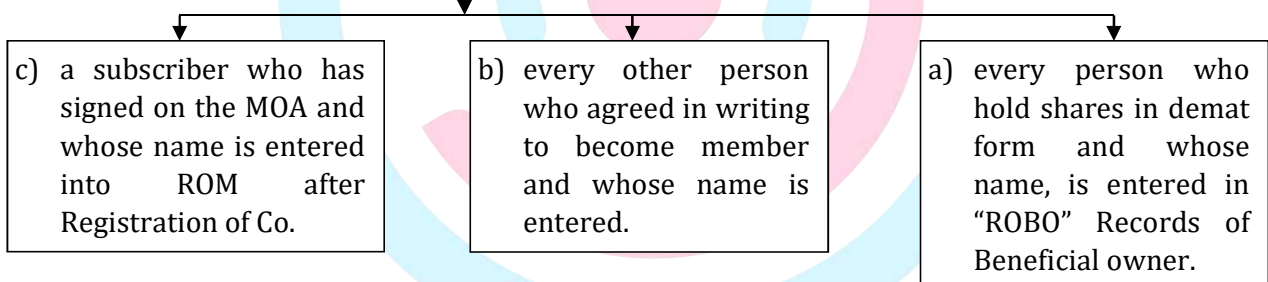 c) a subscriber who has
signed on the MOA and
whose name is entered
into ROM after
Registration of Co.
b) every other person
who agreed in writing
to become member
and whose name is
entered.
a) every person who
hold shares in demat
form and whose
name, is entered in
“ROBO” Records of
Beneficial owner.